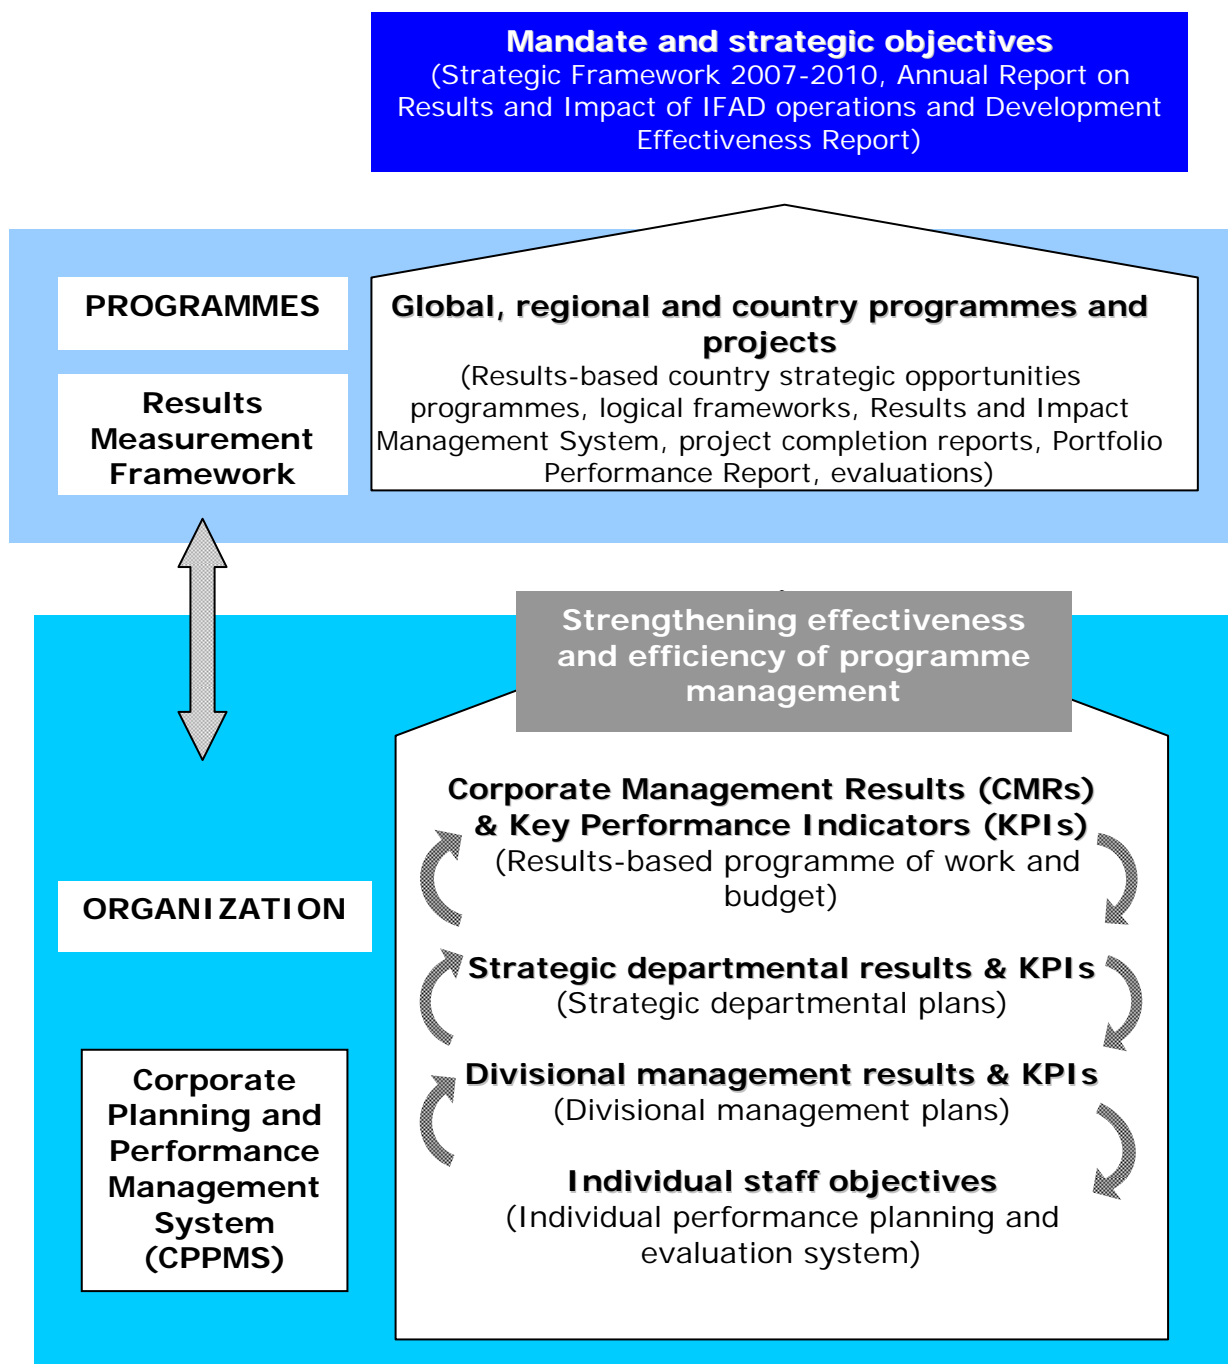 Mandate and strategic objectives
(Strategic Framework 2007-2010, Annual Report on
Results and Impact of IFAD operations and Development
Effectiveness Report)
PROGRAMMES
Results
Measurement
Framework
Global, regional and country programmes and
projects
(Results-based country strategic opportunities
programmes, logical frameworks, Results and Impact
Management System, project completion reports, Portfolio
Performance Report, evaluations)
Strengthening effectiveness
and efficiency of programme
management
ORGANIZATION
Corporate
Planning and
Performance
Management
System
(CPPMS)
Corporate Management Results (CMRs)
& Key Performance Indicators (KPIs)
(Results-based programme of work and
budget)
Strategic departmental results & KPIs
(Strategic departmental plans)
Divisional management results & KPIs
(Divisional management plans)
Individual staff objectives
(Individual performance planning and
evaluation system)